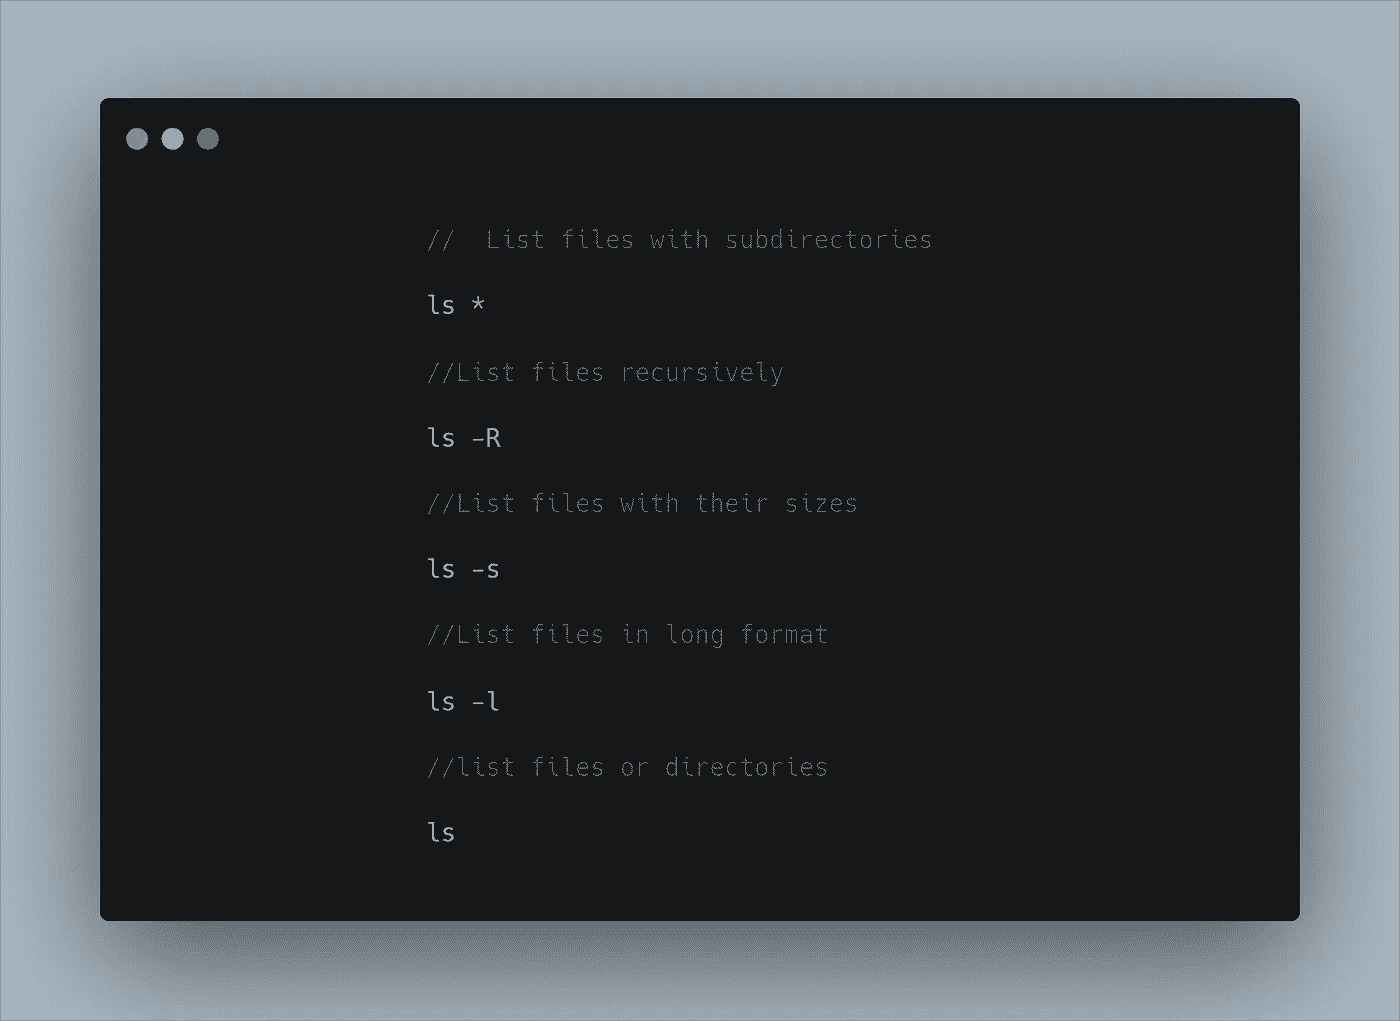 //  List files with subdirectories
ls *
//List files recursively
ls -R
//List files with their sizes
ls -s
//List files in long format
ls -l
//list files or directories
ls